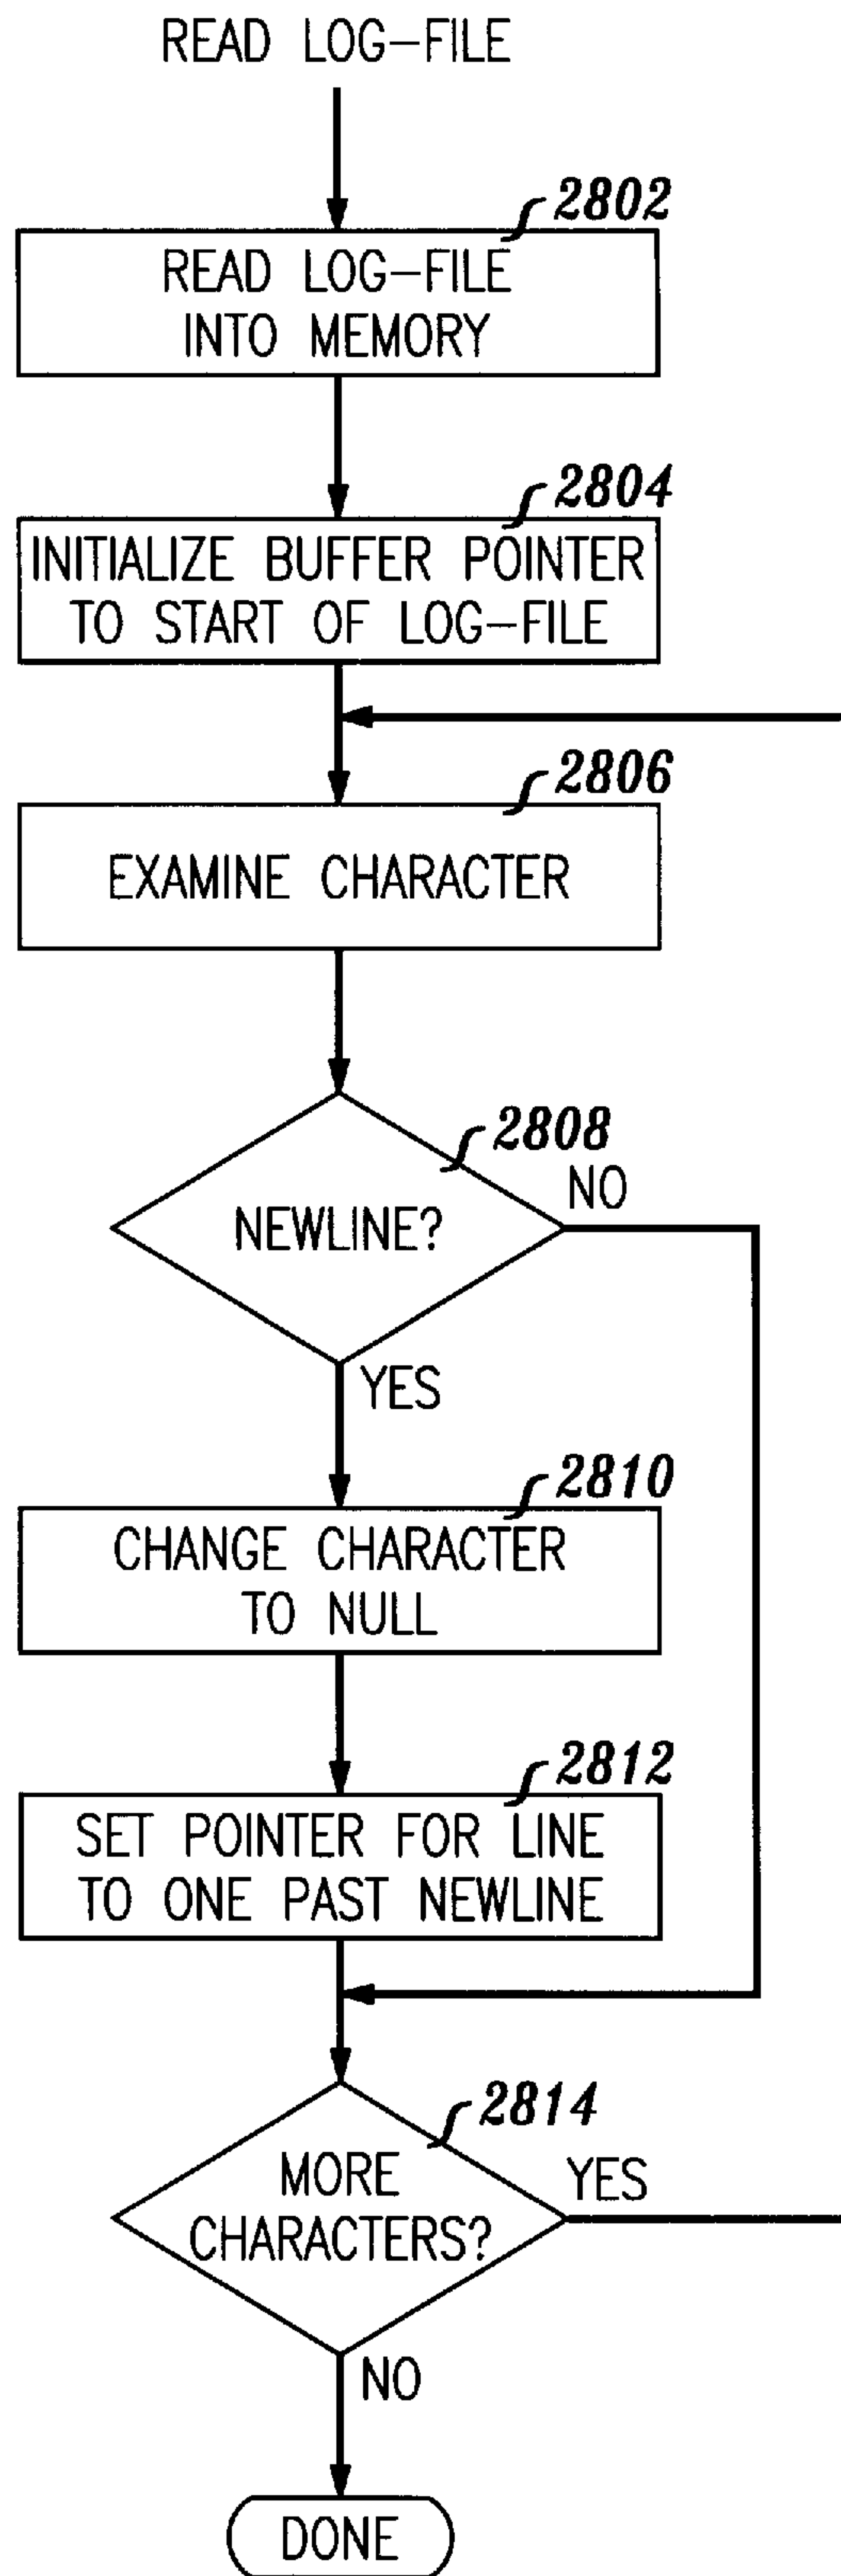 READ LOG-FILE
2802
READ LOG-FILE
INTO MEMORY
2804
INITIALIZE BUFFER POINTER
TO START OF LOG-FILE
2806
EXAMINE CHARACTER
2808
NO
NEWLINE?
YES
2810
CHANGE CHARACTER
TO NULL
2812
SET POINTER FOR LINE
TO ONE PAST NEWLINE
2814
MORE
CHARACTERS?
YES
NO
DONE